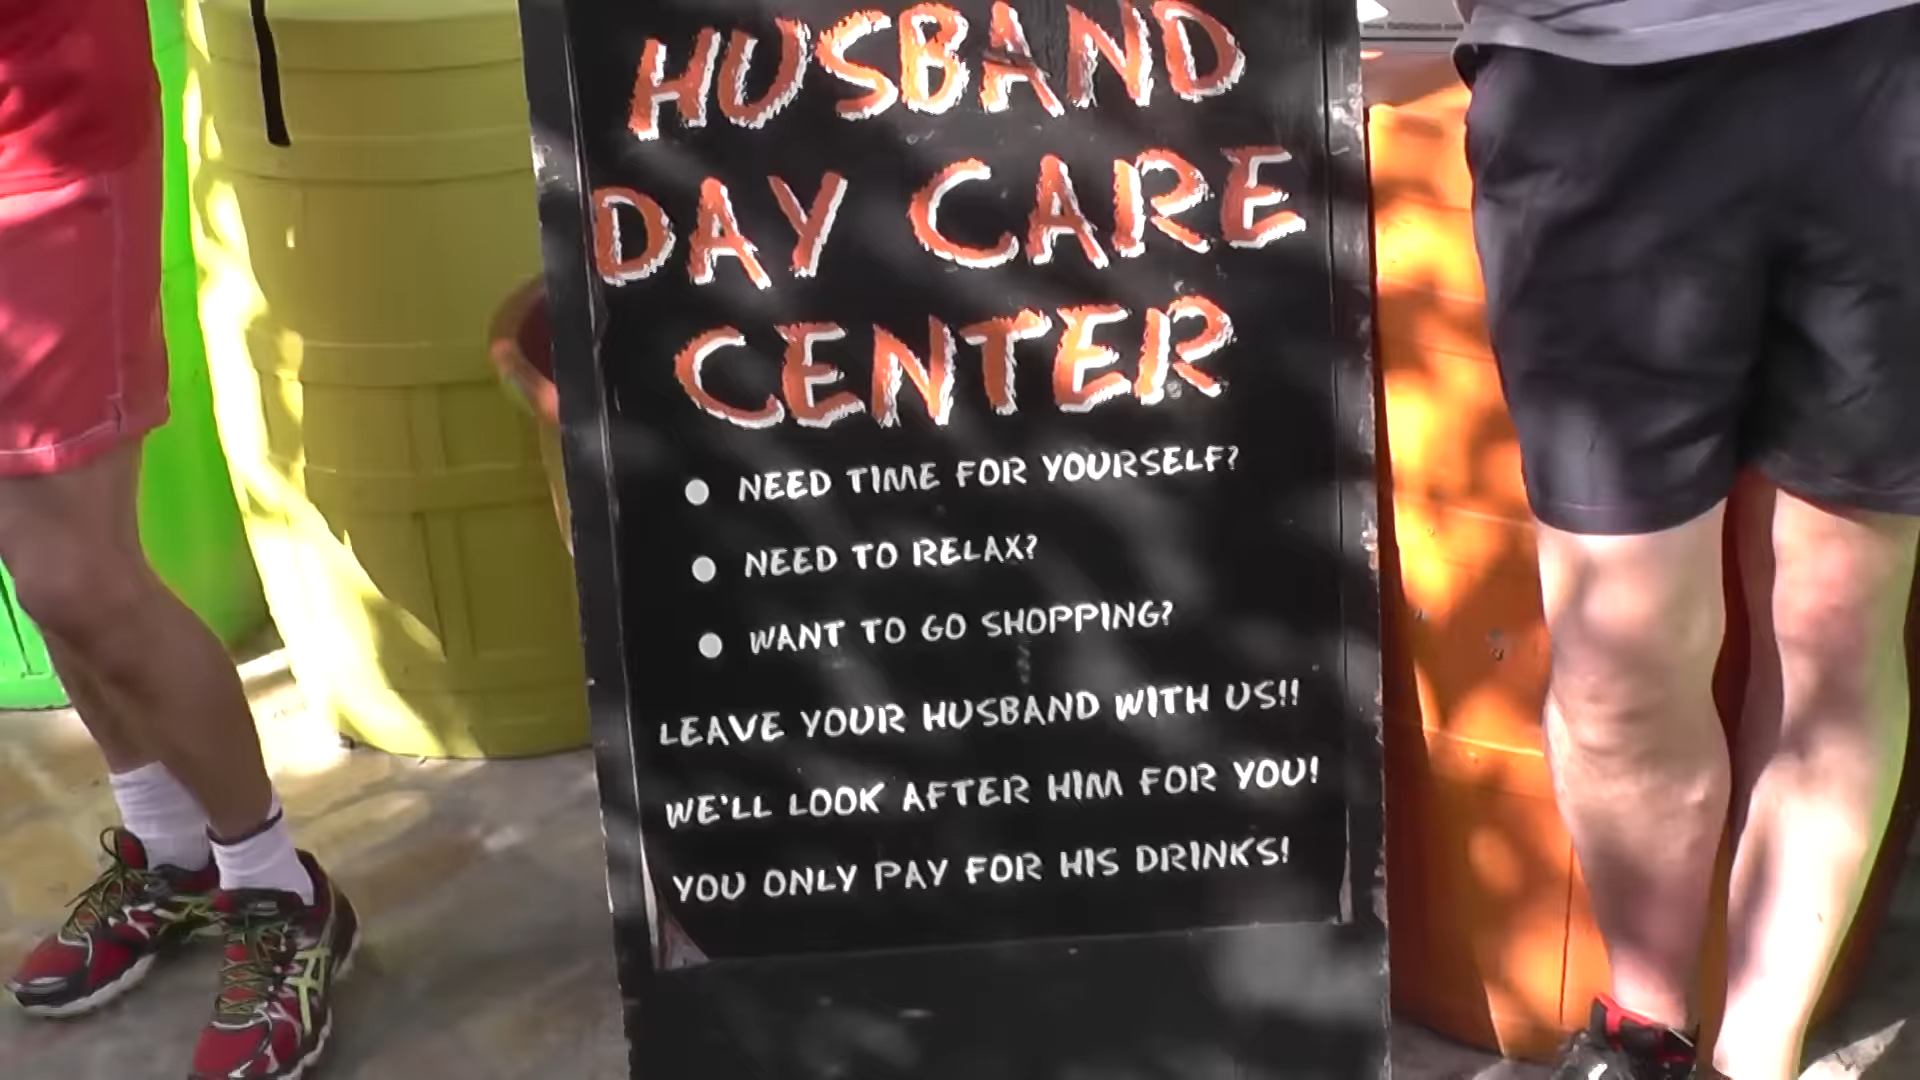 HUSBAND
DAY CARE
CENTER
● NEED TIME FOR YOURSELF?
● NEED TO RELAX?
● WANT TO GO SHOPPING?
LEAVE YOUR HUSBAND WITH US!!
WE'LL LOOK AFTER HIM FOR YOU!
YOU ONLY PAY FOR HIS DRINKS!